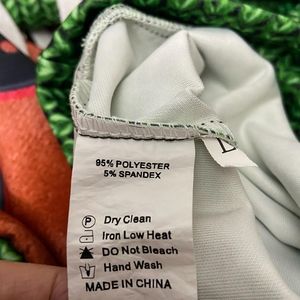 95% POLYESTER
5% SPANDEX
P Dry Clean
Iron Low Heat
DO Not Bleach
Hand Wash
MADE IN CHINA